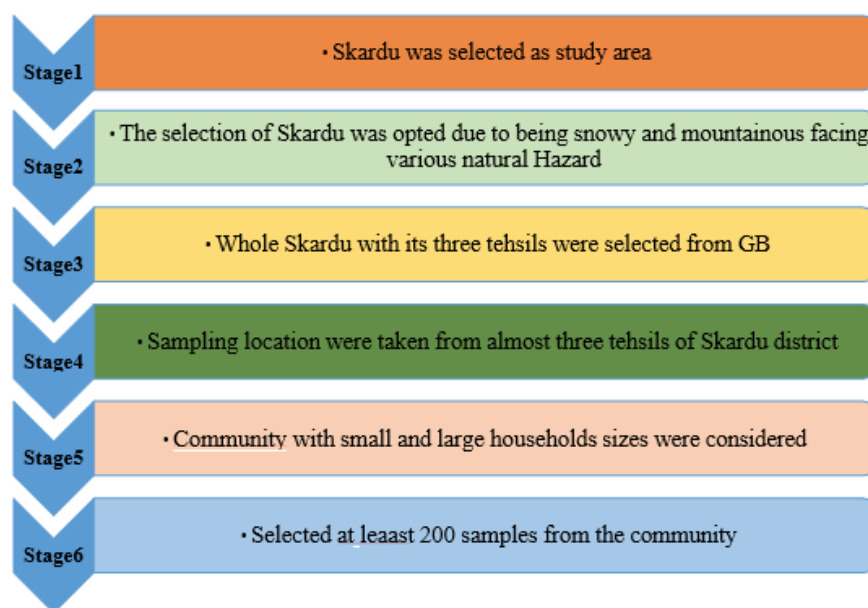 Stage1
• Skardu was selected as study area
Stage2
• The selection of Skardu was opted due to being snowy and mountainous facing
various natural Hazard
Stage3
• Whole Skardu with its three tehsils were selected from GB
Stage4
• Sampling location were taken from almost three tehsils of Skardu district
Stage5
• Community with small and large households sizes were considered
Stage6
• Selected at leaast 200 samples from the community